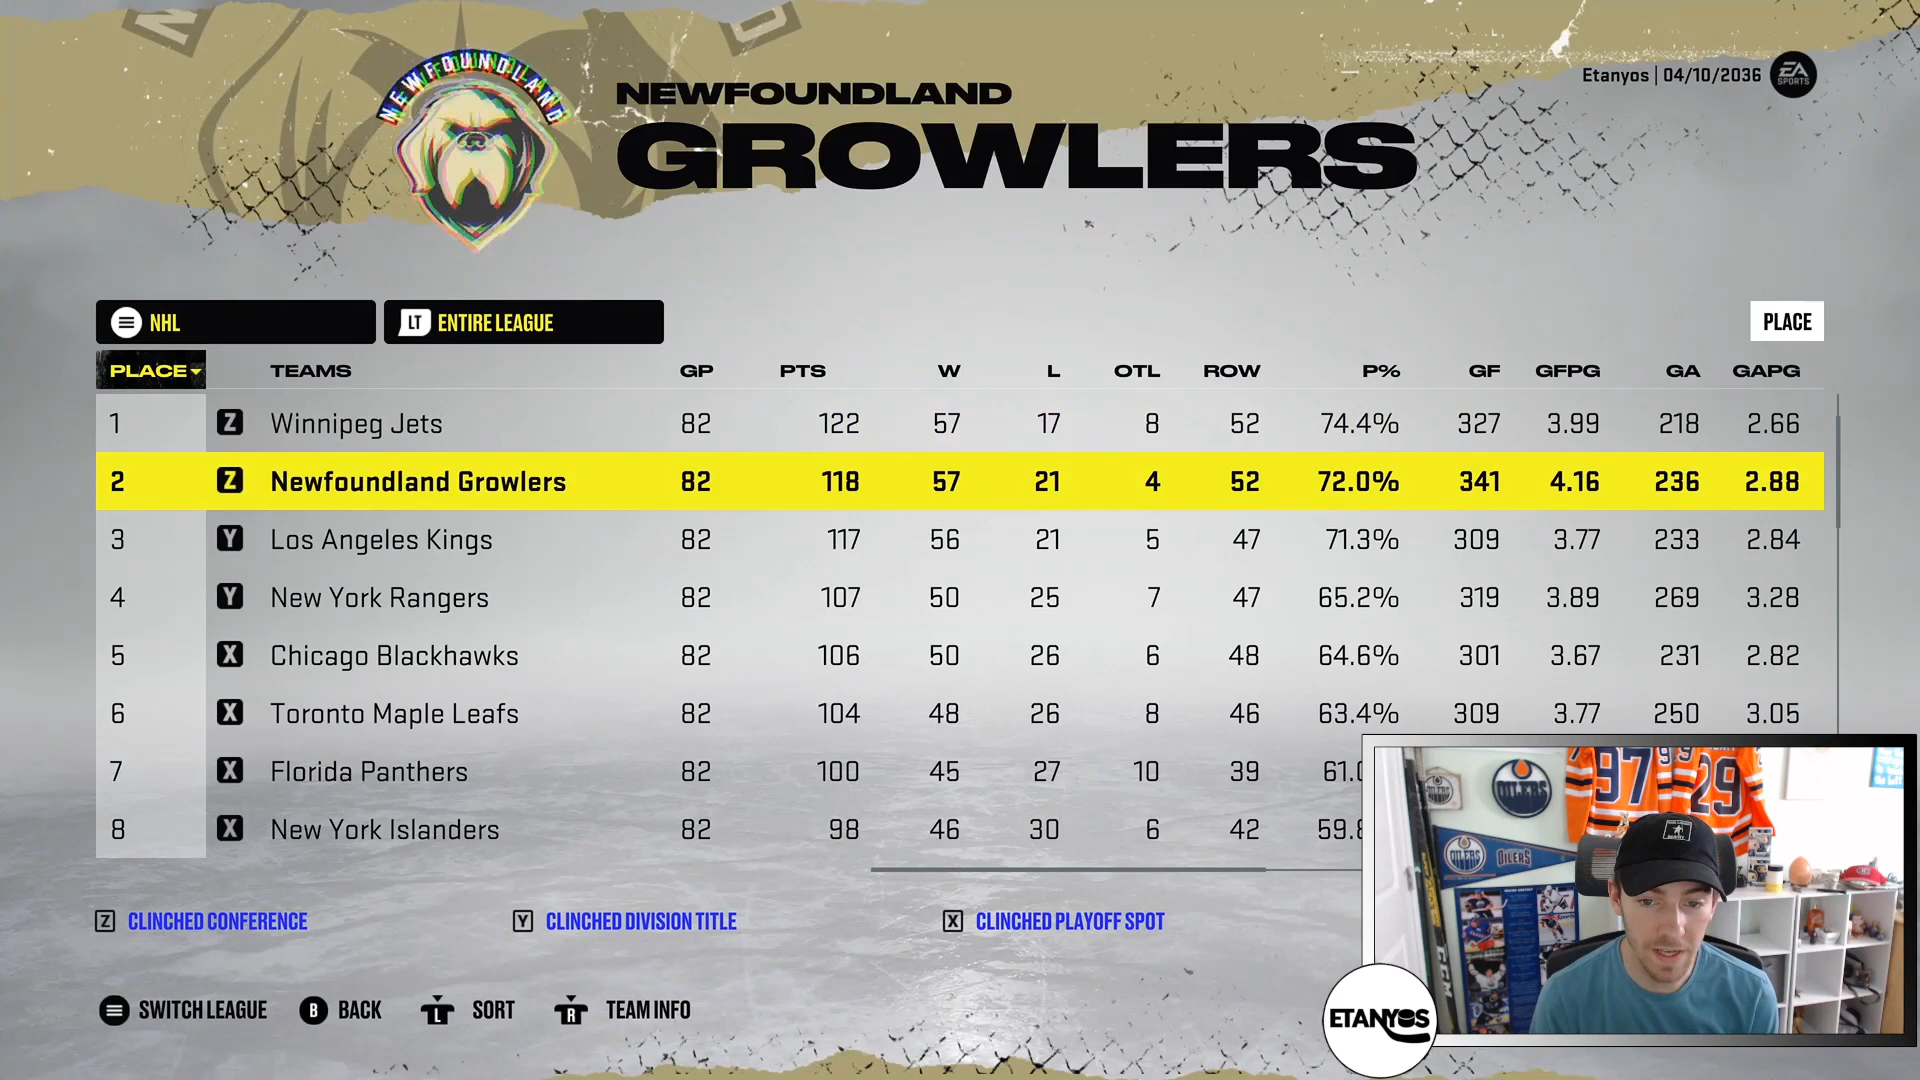 NEWFOUNDLAND
NEWFOUNDLAND
GROWLERS
Etanyos | 04/10/2036
EA SPORTS
NHL
LT ENTIRE LEAGUE
PLACE
PLACE TEAMS GP PTS W L OTL ROW P% GF GFPG GA GAPG
1 Z Winnipeg Jets 82 122 57 17 8 52 74.4% 327 3.99 218 2.66
2 Z Newfoundland Growlers 82 118 57 21 4 52 72.0% 341 4.16 236 2.88
3 Y Los Angeles Kings 82 117 56 21 5 47 71.3% 309 3.77 233 2.84
4 Y New York Rangers 82 107 50 25 7 47 65.2% 319 3.89 269 3.28
5 X Chicago Blackhawks 82 106 50 26 6 48 64.6% 301 3.67 231 2.82
6 X Toronto Maple Leafs 82 104 48 26 8 46 63.4% 309 3.77 250 3.05
7 X Florida Panthers 82 100 45 27 10 39
8 X New York Islanders 82 98 46 30 6 42
97
29
OILERS
OILERS
OILERS
CCM
Z CLINCHED CONFERENCE
Y CLINCHED DIVISION TITLE
X CLINCHED PLAYOFF SPOT
SWITCH LEAGUE
B BACK
L SORT
R TEAM INFO
ETANYOS